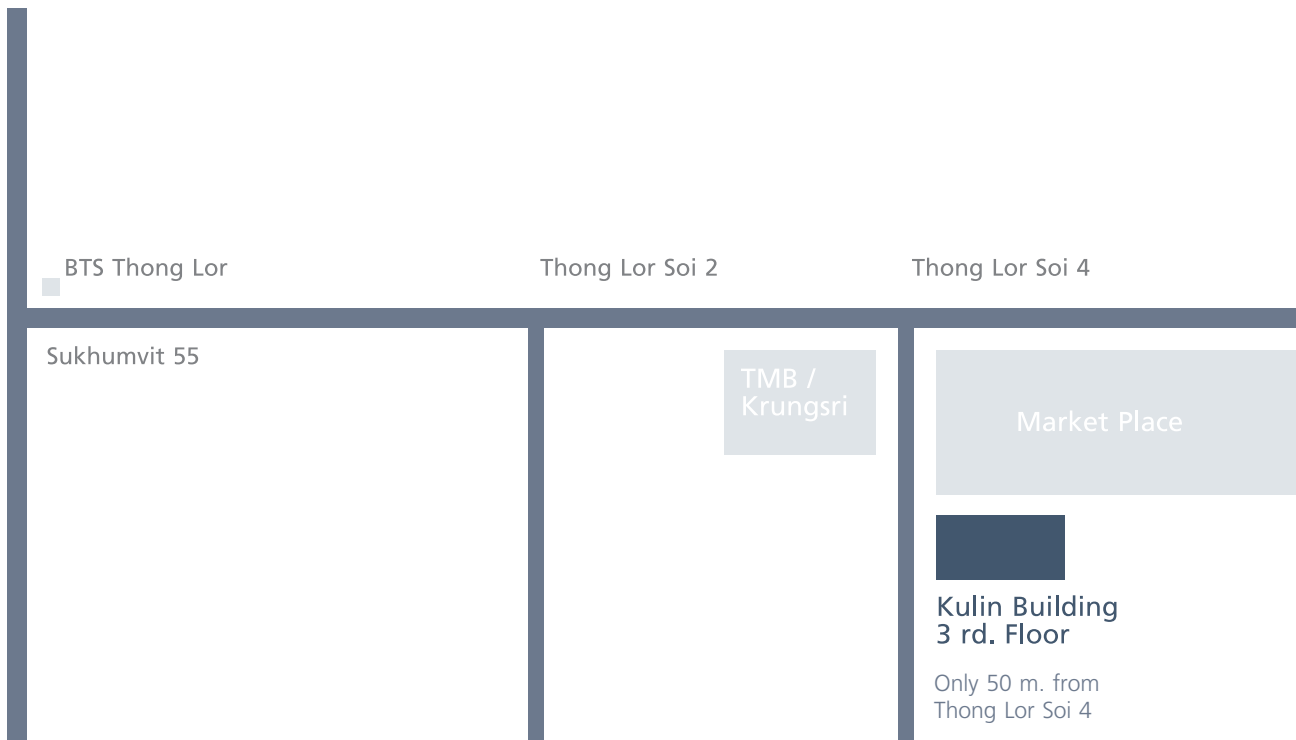 BTS Thong Lor
Thong Lor Soi 2
Thong Lor Soi 4
Sukhumvit 55
TMB /
Krungsri
Market Place
Kulin Building
3 rd. Floor
Only 50 m. from
Thong Lor Soi 4